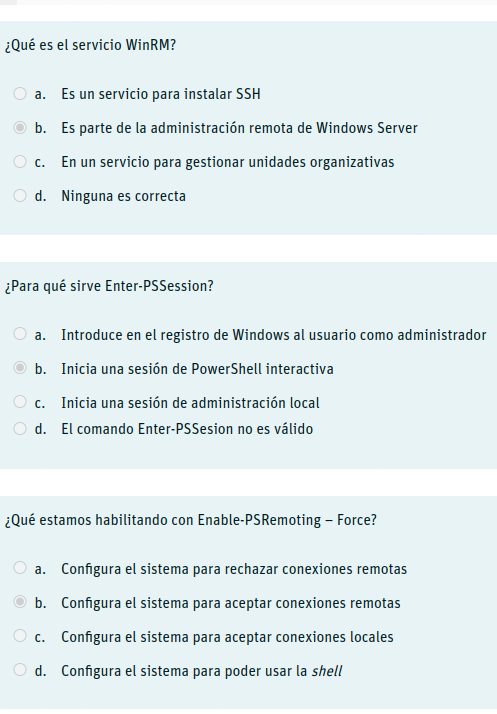 ¿Qué es el servicio WinRM?
a. Es un servicio para instalar SSH
b. Es parte de la administración remota de Windows Server
c. En un servicio para gestionar unidades organizativas
d. Ninguna es correcta
¿Para qué sirve Enter-PSSession?
a. Introduce en el registro de Windows al usuario como administrador
b. Inicia una sesión de PowerShell interactiva
c. Inicia una sesión de administración local
d. El comando Enter-PSSesion no es válido
¿Qué estamos habilitando con Enable-PSRemoting – Force?
a. Configura el sistema para rechazar conexiones remotas
b. Configura el sistema para aceptar conexiones remotas
c. Configura el sistema para aceptar conexiones locales
d. Configura el sistema para poder usar la shell